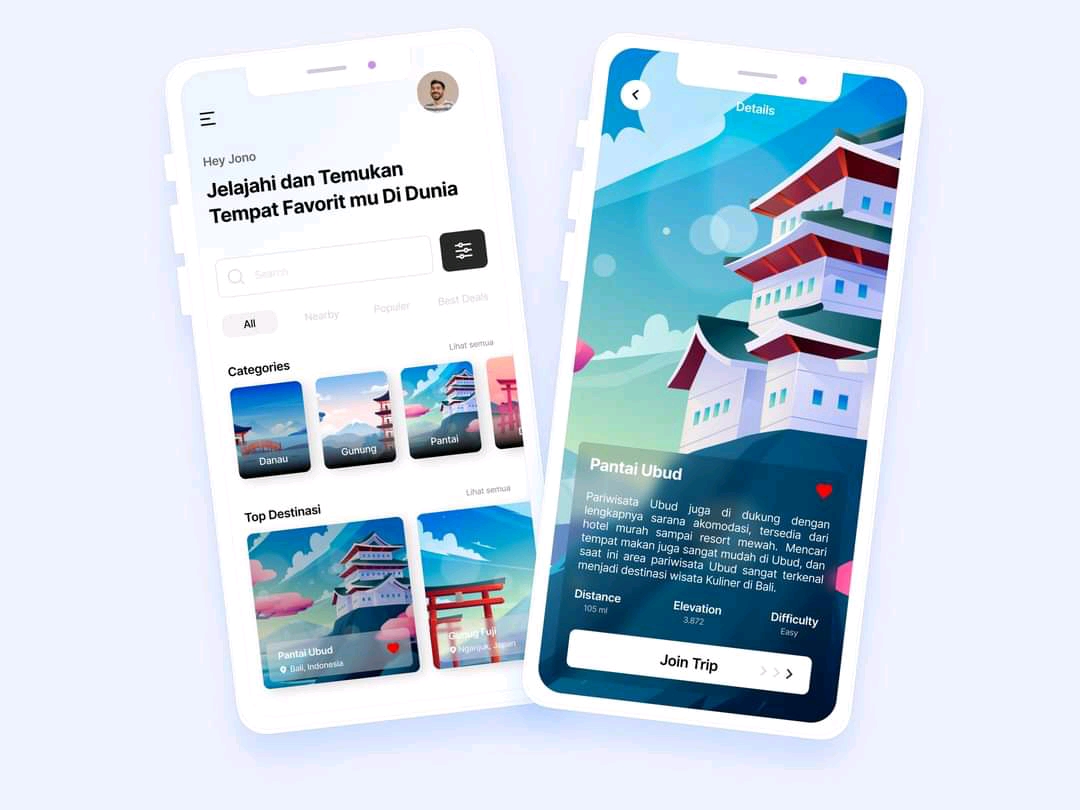 Hey Jono
Jelajahi dan Temukan
Tempat Favorit mu Di Dunia
Search
All
Nearby
Populer
Best Deals
Categories
Lihat semua
Danau
Gunung
Pantai
Top Destinasi
Lihat semua
Pantai Ubud
Bali, Indonesia
Gunug Fuji
Nganjuk, Japan
Details
Pantai Ubud
Pariwisata Ubud juga di dukung dengan
lengkapnya sarana akomodasi, tersedia dari
hotel murah sampai resort mewah. Mencari
tempat makan juga sangat mudah di Ubud, dan
saat ini area pariwisata Ubud sangat terkenal
menjadi destinasi wisata Kuliner di Bali.
Distance
105 ml
Elevation
3.872
Difficulty
Easy
Join Trip